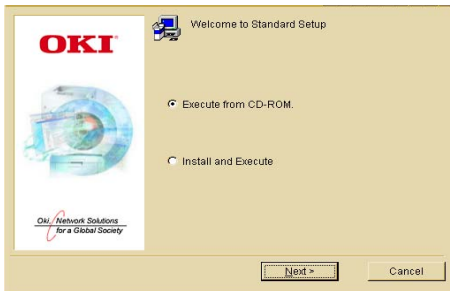 OKI
Welcome to Standard Setup
Execute from CD-ROM.
Install and Execute
Oki, Network Solutions
for a Global Society
Next >
Cancel